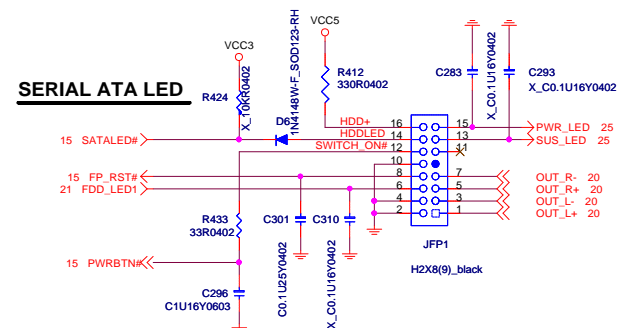 VCC3
VCC5
SERIAL ATA LED
R424
X_10KR0402
D6
1N4148W-F_SOD123-RH
R412
330R0402
C283
X_C0.1U16Y0402
C293
X_C0.1U16Y0402
15 SATALED#
HDD+
HDDLED
SWITCH_ON#
16
14
12
10
8
6
4
2
15
13
11
7
5
3
1
PWR_LED 25
SUS_LED 25
15 FP_RST#
21 FDD_LED1
OUT_R- 20
OUT_R+ 20
OUT_L- 20
OUT_L+ 20
R433
33R0402
C301
C0.1U25Y0402
C310
X_C0.1U16Y0402
JFP1
H2X8(9)_black
15 PWRBTN#
C296
C1U16Y0603